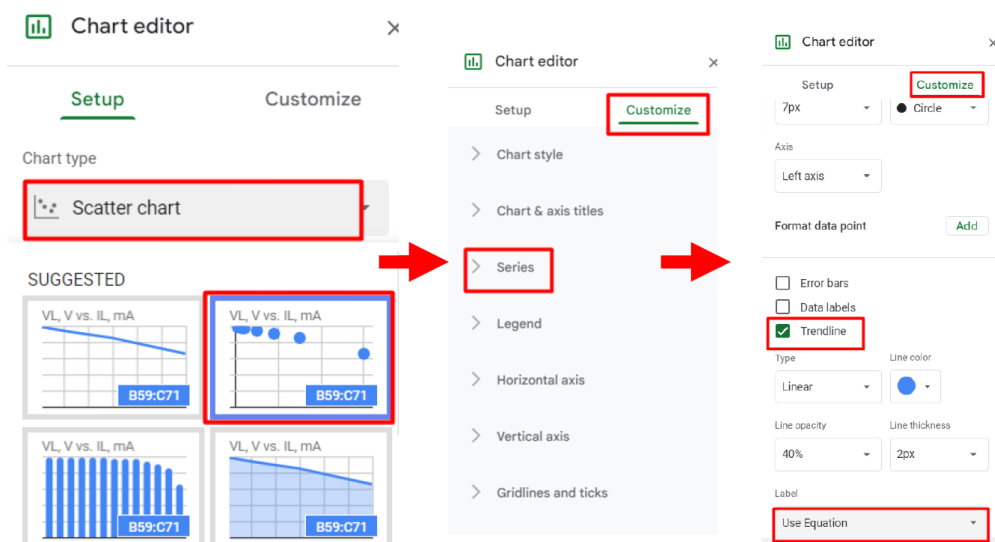 Chart editor
Setup
Customize
Chart type
Scatter chart
SUGGESTED
VL, V vs. IL, mA
B59:C71
VL, V vs. IL, mA
B59:C71
VL, V vs. IL, mA
B59:C71
VL, V vs. IL, mA
B59:C71
Chart editor
Setup
Customize
Chart style
Chart & axis titles
Series
Legend
Horizontal axis
Vertical axis
Gridlines and ticks
Chart editor
Setup
Customize
7px
Circle
Axis
Left axis
Format data point
Add
Error bars
Data labels
Trendline
Type
Line color
Linear
Line opacity
Line thickness
40%
2px
Label
Use Equation